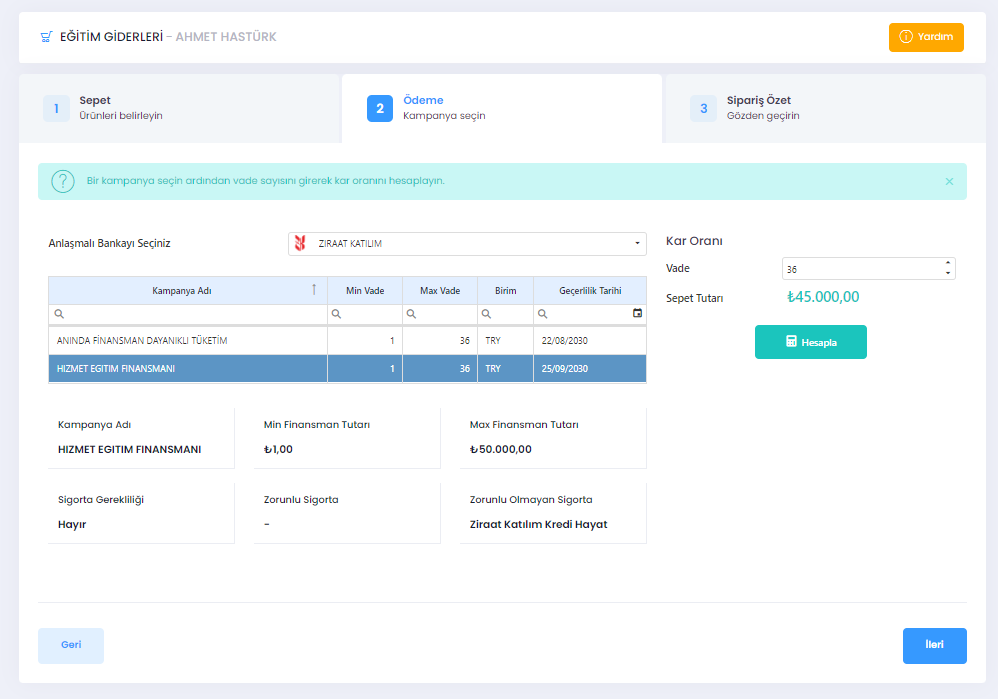 EĞİTİM GİDERLERİ - AHMET HASTÜRK
Yardım
1
Sepet
Ürünleri belirleyin
2
Ödeme
Kampanya seçin
3
Sipariş Özet
Gözden geçirin
Bir kampanya seçin ardından vade sayısını girerek kar oranını hesaplayın.
Anlaşmalı Bankayı Seçiniz
ZIRAAT KATILIM
Kampanya Adı Min Vade Max Vade Birim Geçerlilik Tarihi
ANINDA FİNANSMAN DAYANIKLI TÜKETİM 1 36 TRY 22/08/2030
HIZMET EGITIM FINANSMANI 1 36 TRY 25/09/2030
Kampanya Adı
HIZMET EGITIM FINANSMANI
Min Finansman Tutarı
₺1,00
Max Finansman Tutarı
₺50.000,00
Sigorta Gerekliliği
Hayır
Zorunlu Sigorta
-
Zorunlu Olmayan Sigorta
Ziraat Katılım Kredi Hayat
Kar Oranı
Vade 36
Sepet Tutarı ₺45.000,00
Hesapla
Geri
İleri